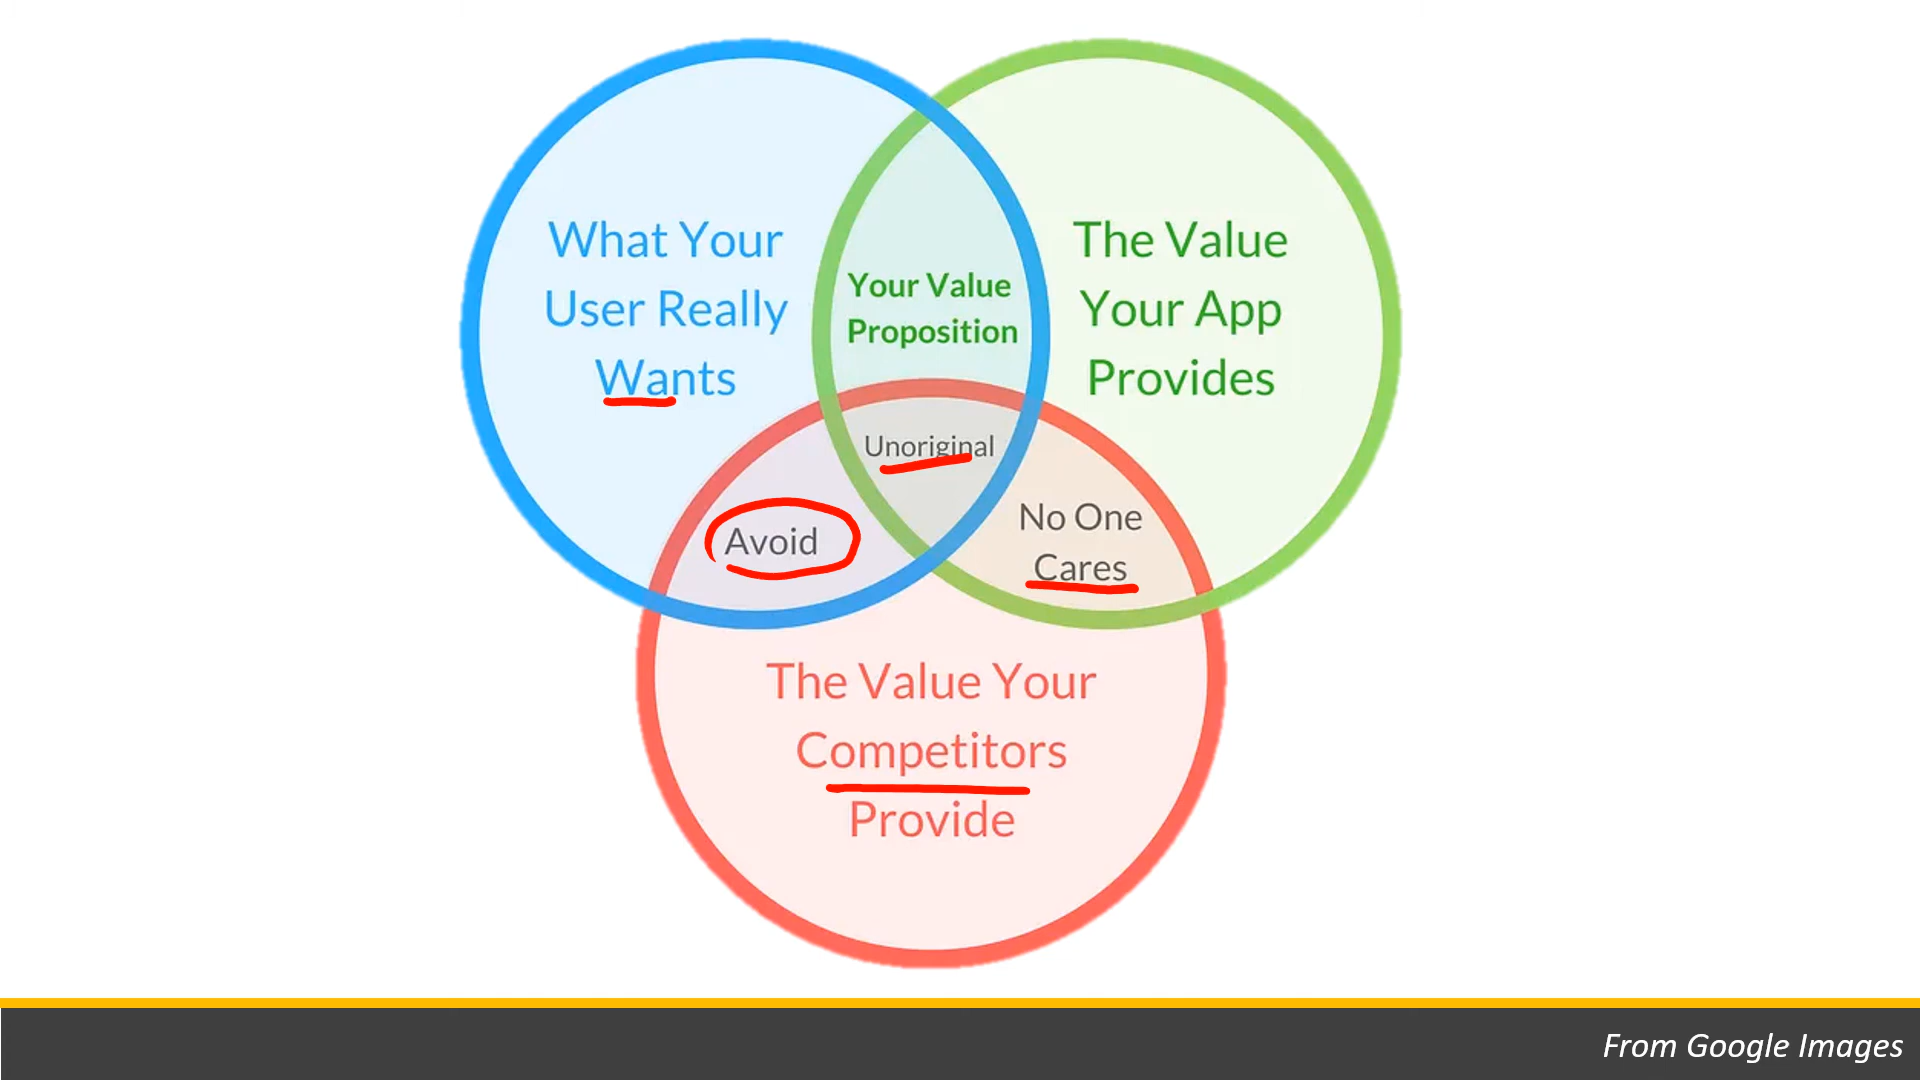 What Your
User Really
Wants
The Value
Your App
Provides
Your Value
Proposition
Unoriginal
Avoid
No One
Cares
The Value Your
Competitors
Provide
From Google Images